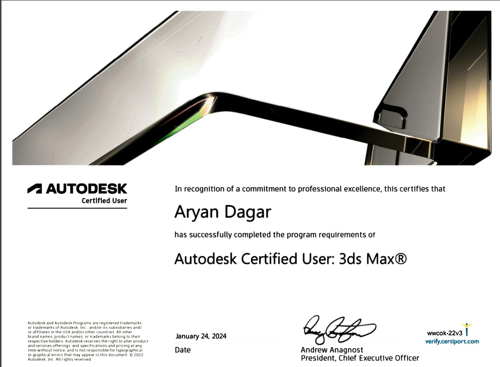 AUTODESK
Certified User
In recognition of a commitment to professional excellence, this certifies that
Aryan Dagar
has successfully completed the program requirements of
Autodesk Certified User: 3ds Max®
Autodesk and Autodesk Programs are registered trademarks
or trademarks of Autodesk, Inc., and/or its subsidiaries and/
or affiliates in the USA and/or other countries. All other
brand names, product names, or trademarks belong to their
respective holders. Autodesk reserves the right to alter product
and services offerings, and specifications and pricing at any
time without notice, and is not responsible for typographical
or graphical errors that may appear in this document. © 2022
Autodesk, Inc. All rights reserved.
January 24, 2024
Date
Andrew Anagnost
President, Chief Executive Officer
wwcok-22v3
verify.certiport.com